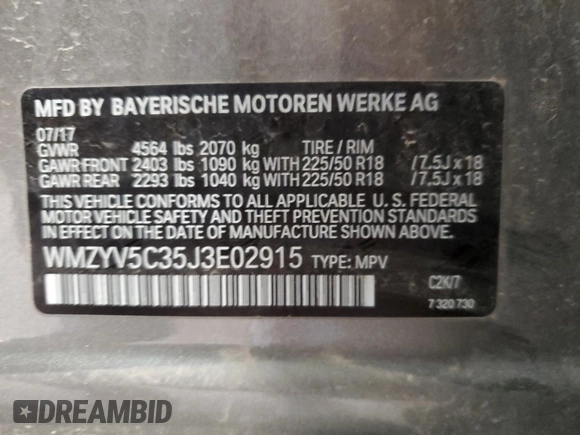 MFD BY BAYERISCHE MOTOREN WERKE AG
07/17
GVWR 4564 lbs 2070 kg TIRE / RIM
GAWR FRONT 2403 lbs 1090 kg WITH 225/50 R18 /7.5J x 18
GAWR REAR 2293 lbs 1040 kg WITH 225/50 R18 /7.5J x 18
THIS VEHICLE CONFORMS TO ALL APPLICABLE U. S. FEDERAL
MOTOR VEHICLE SAFETY AND THEFT PREVENTION STANDARDS
IN EFFECT ON THE DATE OF MANUFACTURE SHOWN ABOVE.
WMZYV5C35J3E02915 TYPE: MPV
C2K/7
7 320 730
DREAMBID